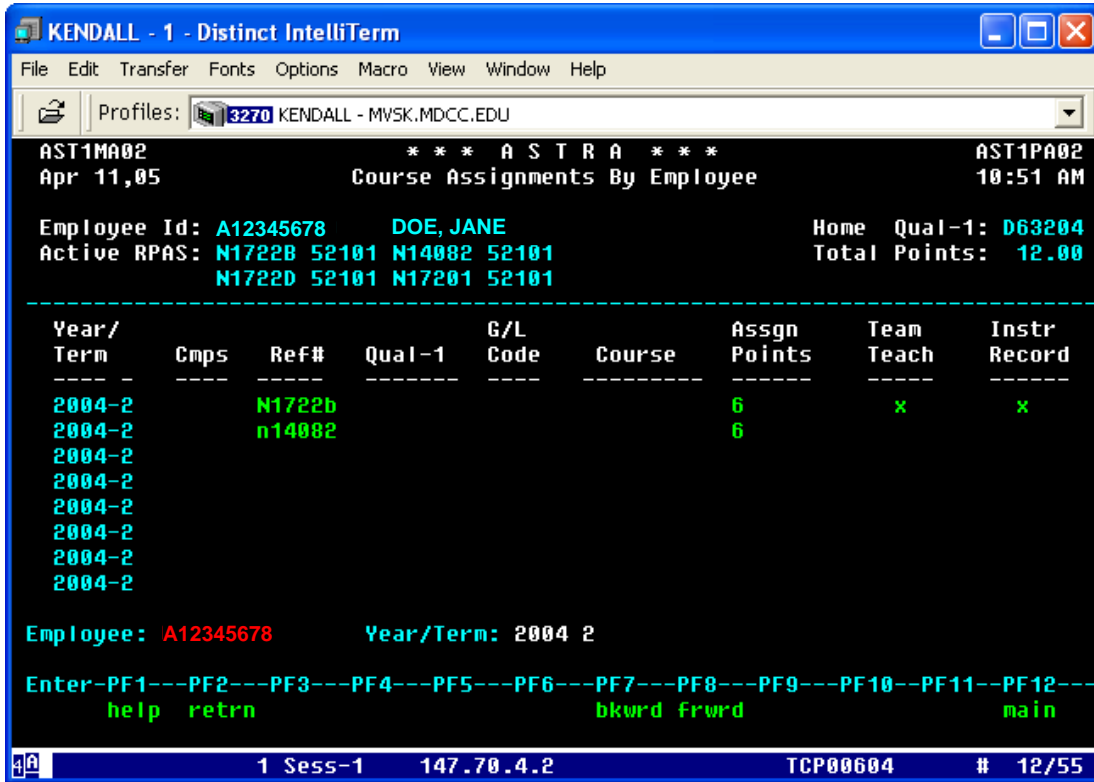 KENDALL - 1 - Distinct IntelliTerm
File Edit Transfer Fonts Options Macro View Window Help
Profiles: 3270 KENDALL - MVSK.MDCC.EDU
AST1MA02 * * * A S T R A * * * AST1PA02
Apr 11,05 Course Assignments By Employee 10:51 AM
Employee Id: A12345678 DOE, JANE Home Qual-1: D63204
Active RPAS: N1722B 52101 N14082 52101 Total Points: 12.00
N1722D 52101 N17201 52101
Year/ G/L Assgn Team Instr
Term Cmps Ref# Qual-1 Code Course Points Teach Record
---- - ---- ----- ------- ---- --------- ------ ----- ------
2004-2 N1722b 6 x x
2004-2 n14082 6
2004-2
2004-2
2004-2
2004-2
2004-2
2004-2
Employee: A12345678 Year/Term: 2004 2
Enter-PF1---PF2---PF3---PF4---PF5---PF6---PF7---PF8---PF9---PF10--PF11--PF12---
help retrn bkwrd frwrd main
4A 1 Sess-1 147.70.4.2 TCP00604 # 12/55